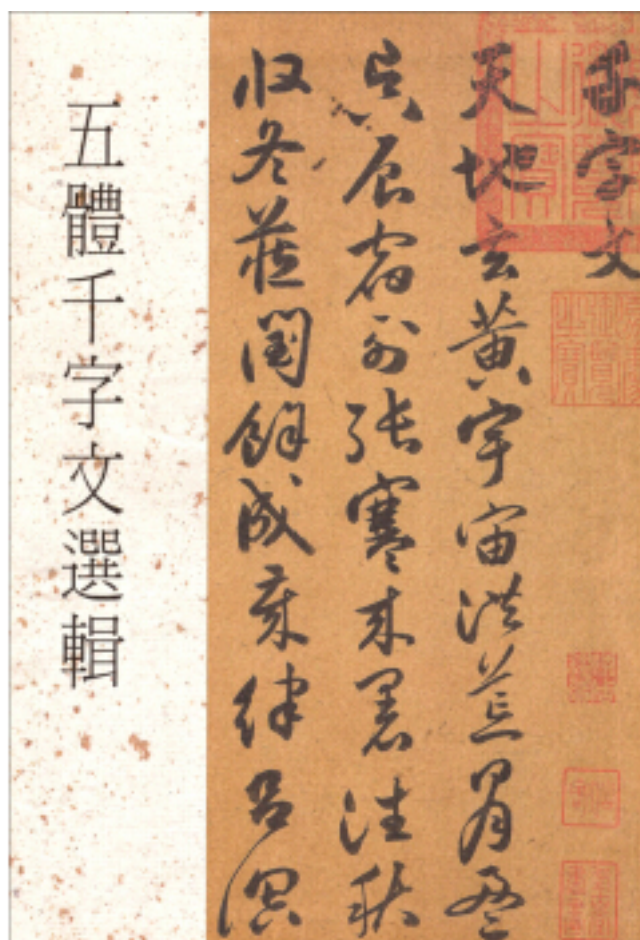 千字文
天地玄黃宇宙洪荒日月盈
昃辰宿列張寒來暑往秋
收冬藏閏餘成歲律呂調
五體千字文選輯